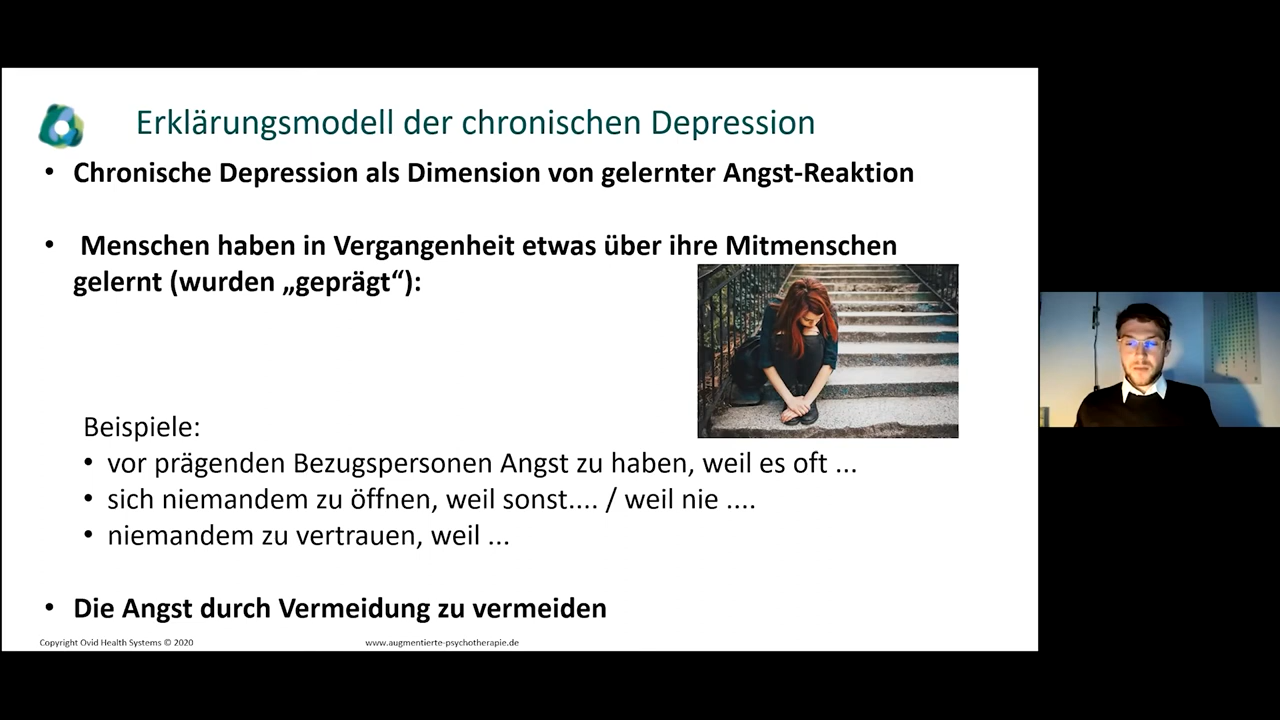 Erklärungsmodell der chronischen Depression
• Chronische Depression als Dimension von gelernter Angst-Reaktion
• Menschen haben in Vergangenheit etwas über ihre Mitmenschen
gelernt (wurden „geprägt“):
Beispiele:
• vor prägenden Bezugspersonen Angst zu haben, weil es oft ...
• sich niemandem zu öffnen, weil sonst.... / weil nie ....
• niemandem zu vertrauen, weil ...
• Die Angst durch Vermeidung zu vermeiden
Copyright Ovid Health Systems © 2020
www.augmentierte-psychotherapie.de